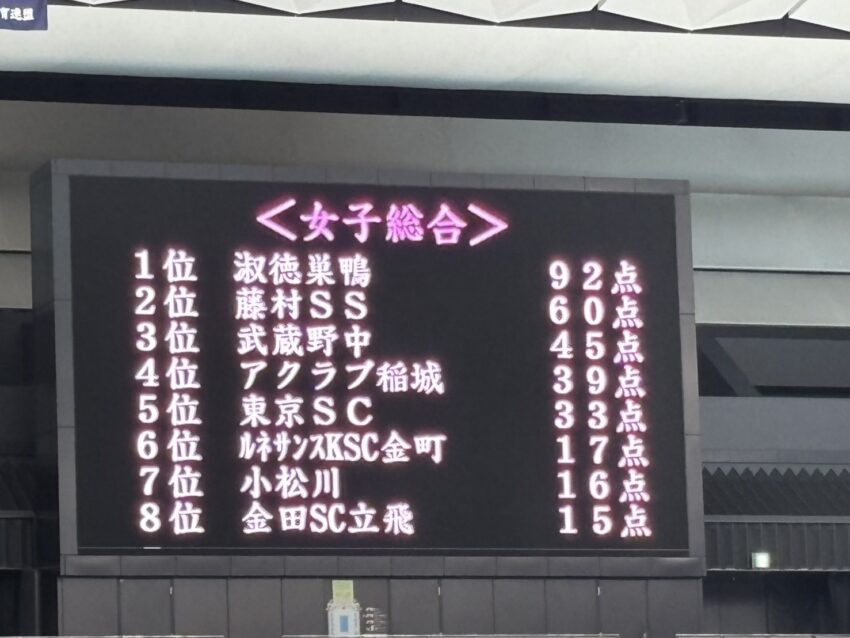 育連盟
＜女子総合＞
1位 淑徳巣鴨 92点
2位 藤村SS 60点
3位 武蔵野中 45点
4位 アクラブ稲城 39点
5位 東京SC 33点
6位 ﾙﾈｻﾝｽKSC金町 17点
7位 小松川 16点
8位 金田SC立飛 15点